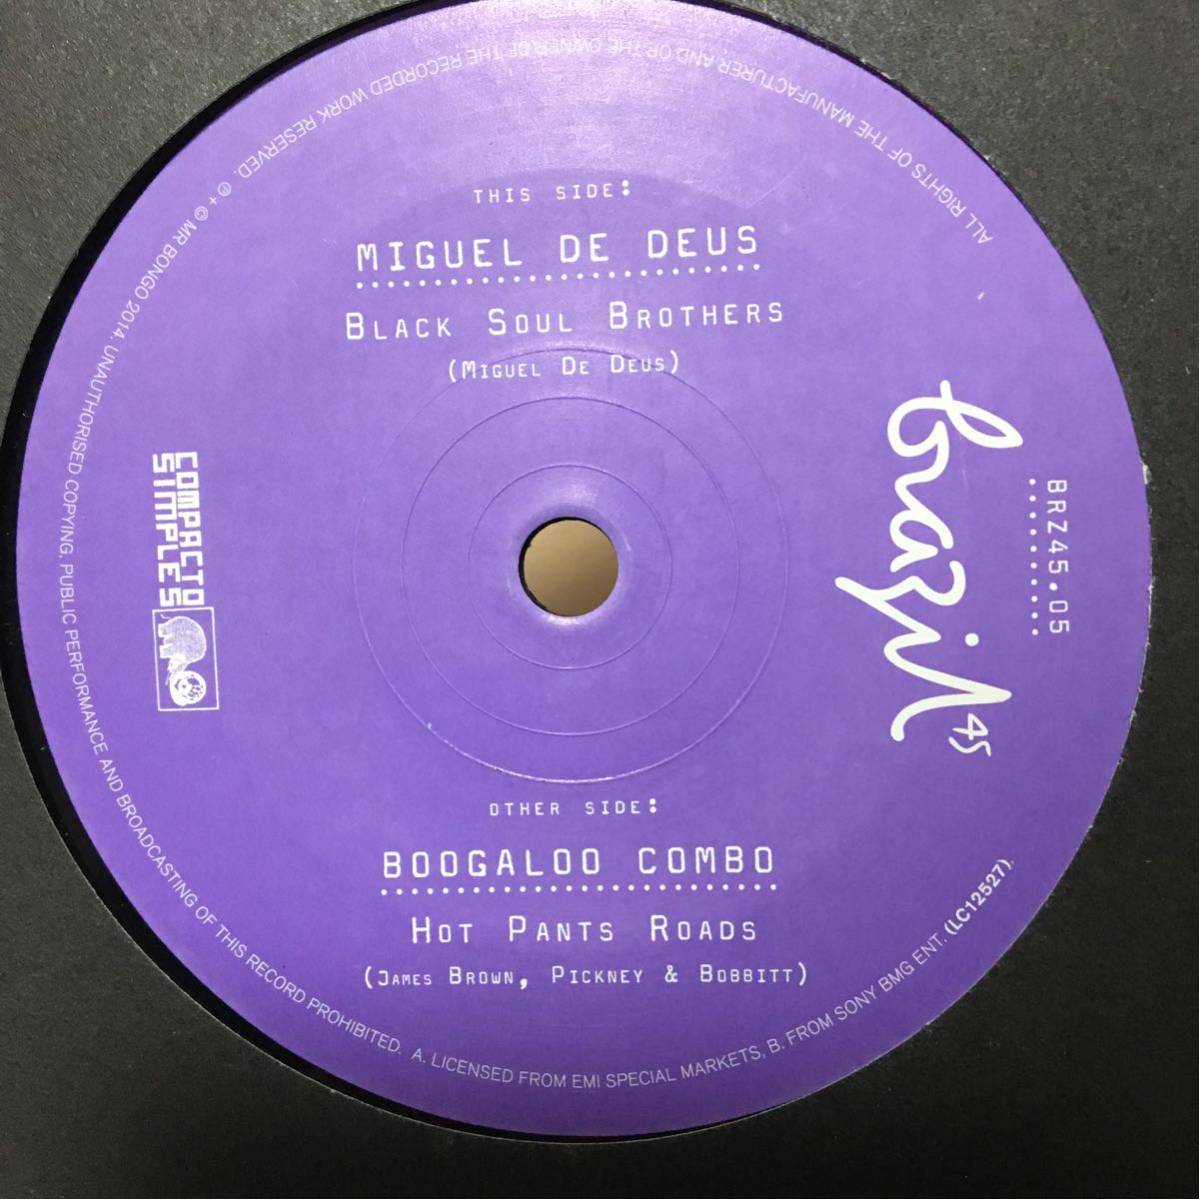 THIS SIDE:
MIGUEL DE DEUS
BLACK SOUL BROTHERS
(MIGUEL DE DEUS)
COMPACTO
SIMPLES
brazil 45
BRZ45.05
OTHER SIDE:
BOOGALOO COMBO
HOT PANTS ROADS
(JAMES BROWN, PICKNEY & BOBBITT)
ALL RIGHTS OF THE MANUFACTURER AND OF THE OWNER OF THE RECORDED WORK RESERVED. ℗ + © MR BONGO 2014. UNAUTHORISED COPYING, PUBLIC PERFORMANCE AND BROADCASTING OF THIS RECORD PROHIBITED. A. LICENSED FROM EMI SPECIAL MARKETS, B. FROM SONY BMG ENT. (LC12527).